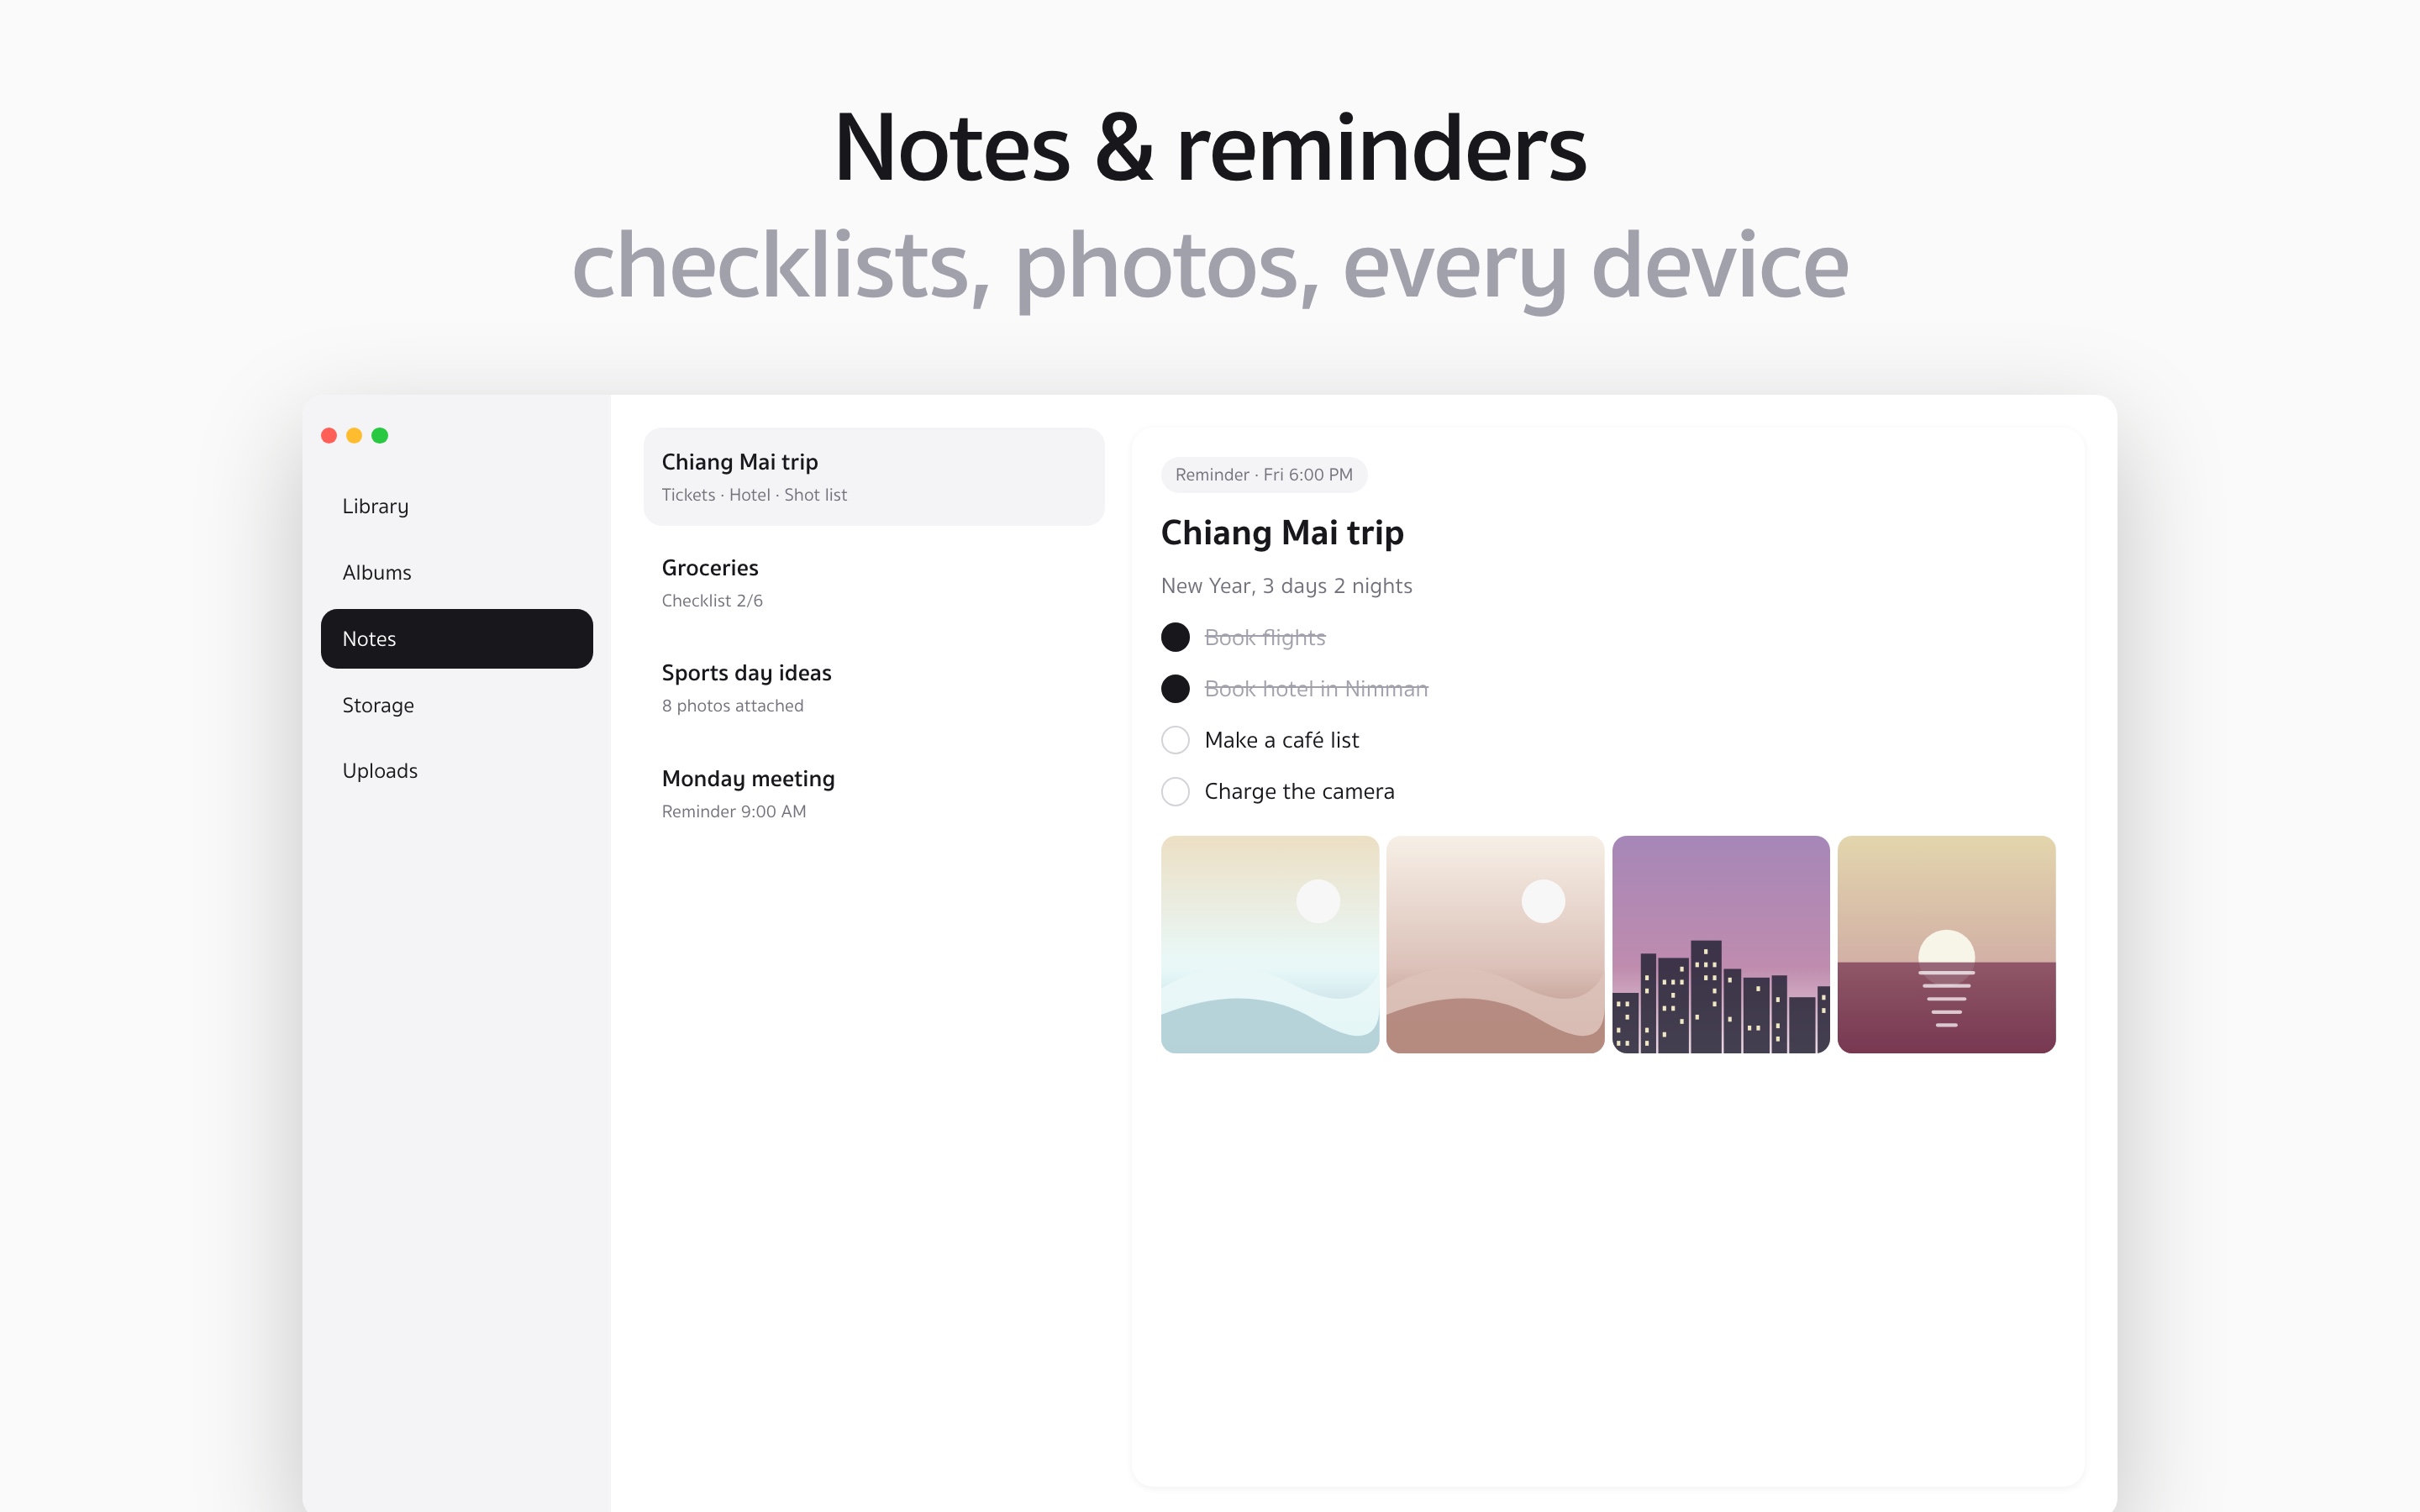 Notes & reminders
checklists, photos, every device
Library
Albums
Notes
Storage
Uploads
Chiang Mai trip
Tickets · Hotel · Shot list
Groceries
Checklist 2/6
Sports day ideas
8 photos attached
Monday meeting
Reminder 9:00 AM
Reminder · Fri 6:00 PM
Chiang Mai trip
New Year, 3 days 2 nights
Book flights
Book hotel in Nimman
Make a café list
Charge the camera